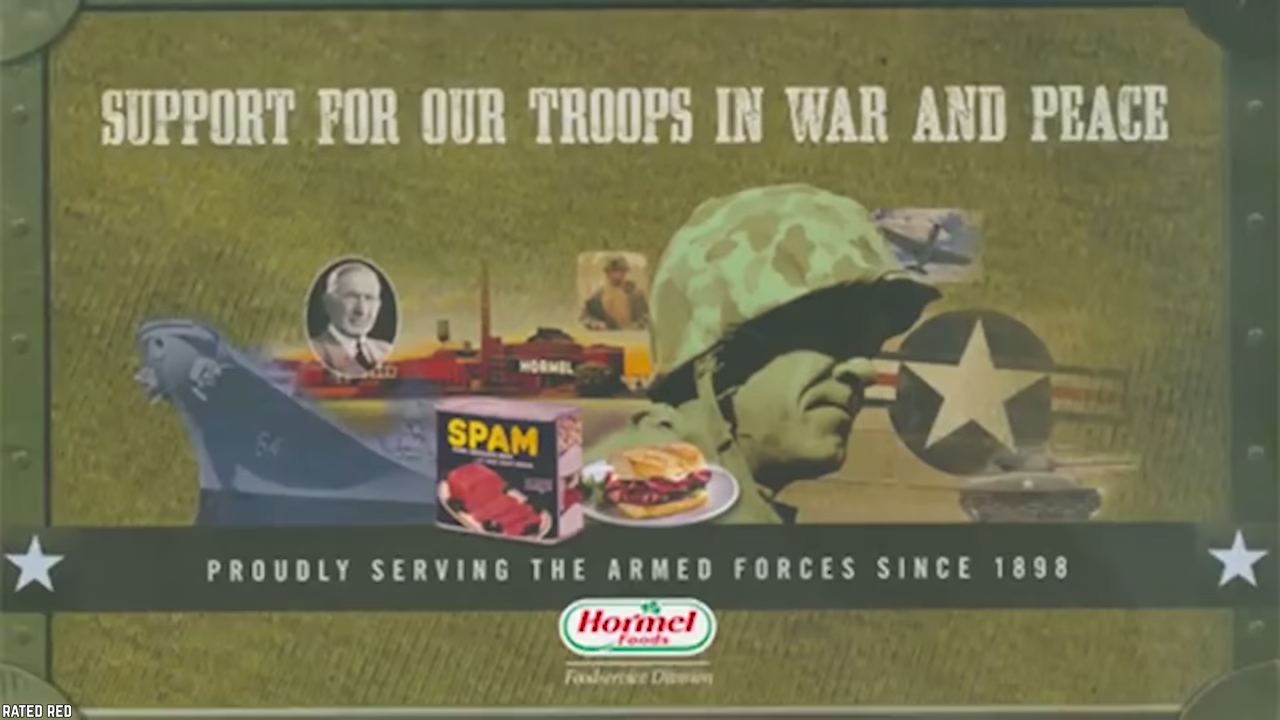 SUPPORT FOR OUR TROOPS IN WAR AND PEACE
HORMEL
54
SPAM
PROUDLY SERVING THE ARMED FORCES SINCE 1898
Hormel
Foods
Foodservice Division
RATED RED